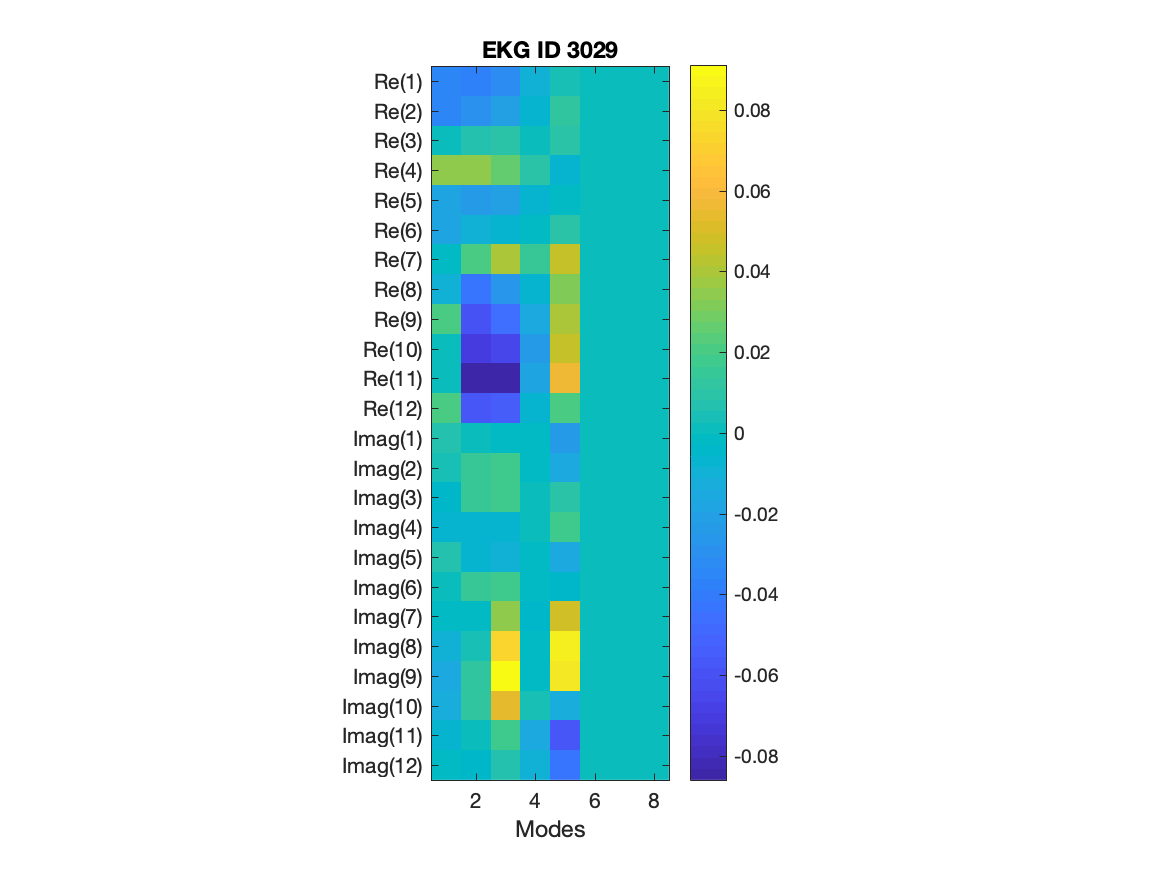 EKG ID 3029
Re(1)
Re(2)
Re(3)
Re(4)
Re(5)
Re(6)
Re(7)
Re(8)
Re(9)
Re(10)
Re(11)
Re(12)
Imag(1)
Imag(2)
Imag(3)
Imag(4)
Imag(5)
Imag(6)
Imag(7)
Imag(8)
Imag(9)
Imag(10)
Imag(11)
Imag(12)
2 4 6 8
Modes
0.08
0.06
0.04
0.02
0
-0.02
-0.04
-0.06
-0.08